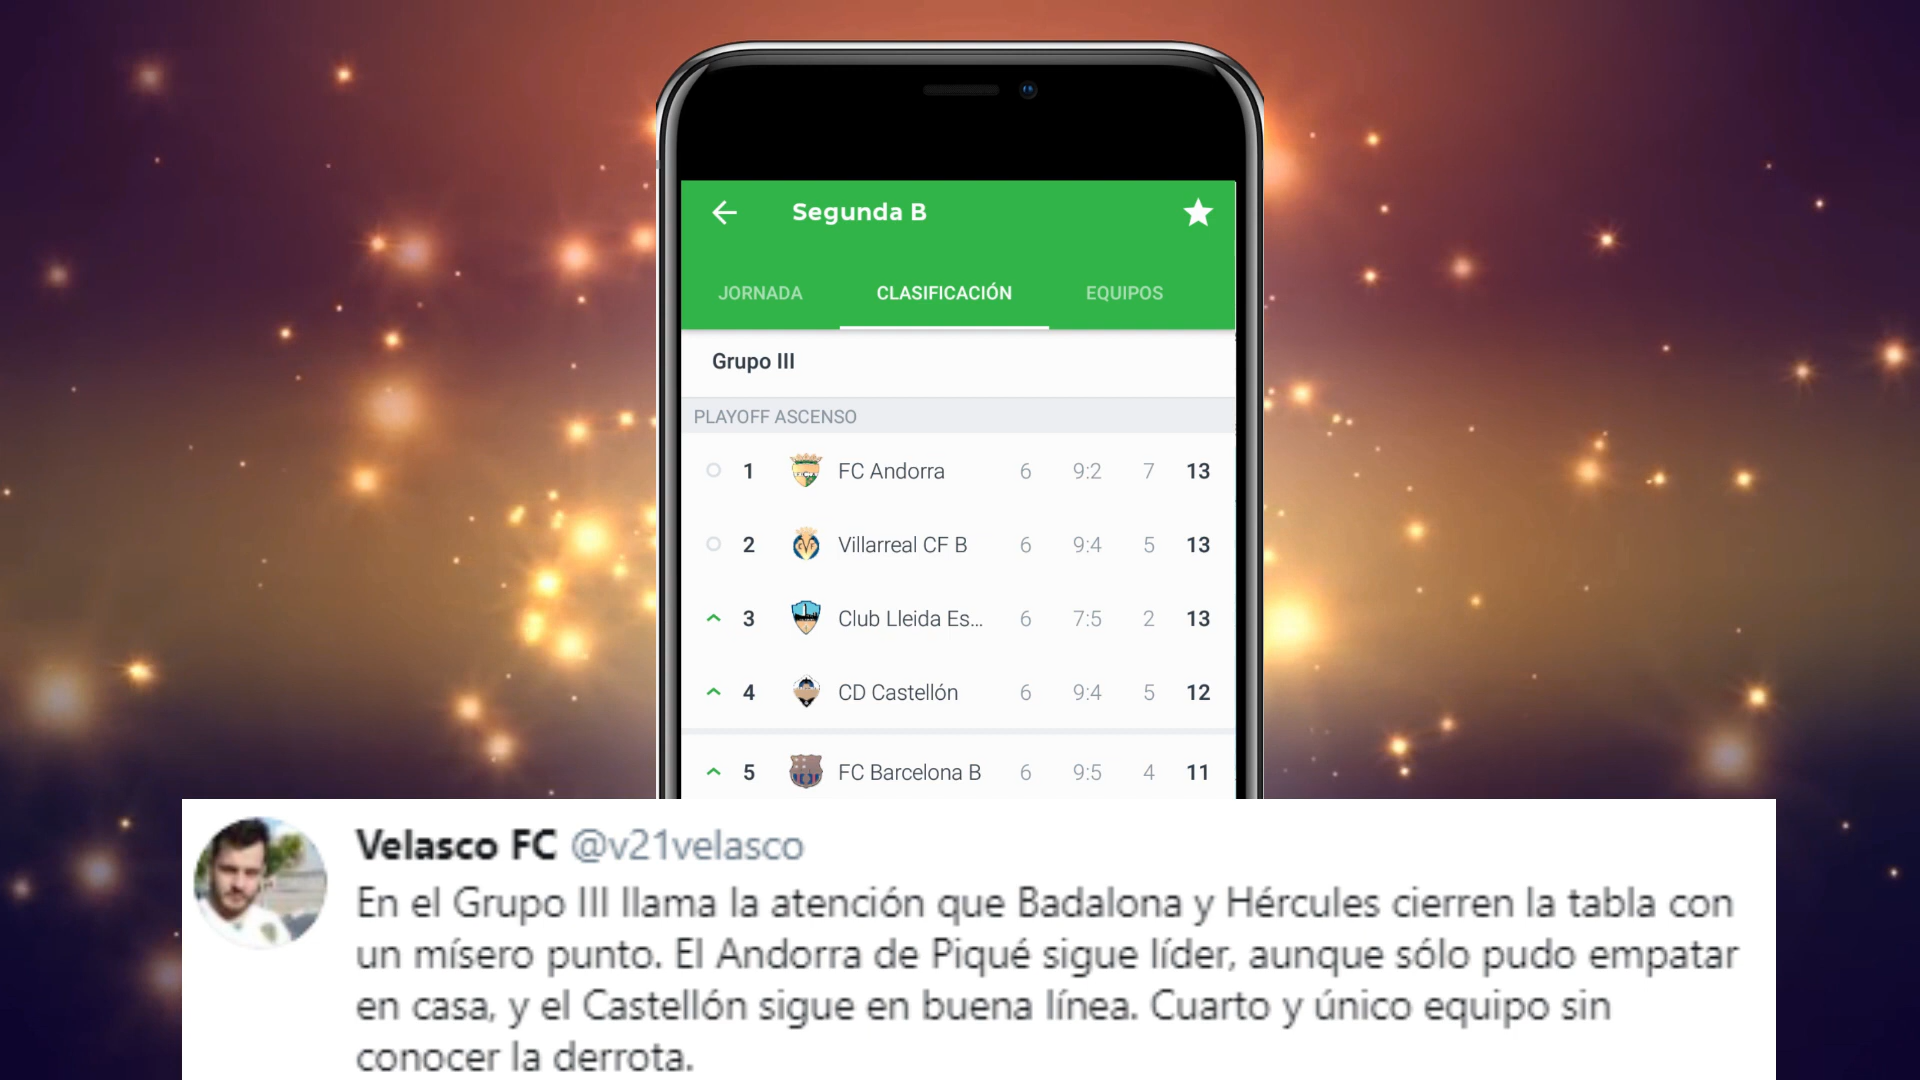 Segunda B
JORNADA CLASIFICACIÓN EQUIPOS
Grupo III
PLAYOFF ASCENSO
1 FC Andorra 6 9:2 7 13
2 Villarreal CF B 6 9:4 5 13
3 Club Lleida Es... 6 7:5 2 13
4 CD Castellón 6 9:4 5 12
5 FC Barcelona B 6 9:5 4 11
Velasco FC @v21velasco
En el Grupo III llama la atención que Badalona y Hércules cierren la tabla con
un mísero punto. El Andorra de Piqué sigue líder, aunque sólo pudo empatar
en casa, y el Castellón sigue en buena línea. Cuarto y único equipo sin
conocer la derrota.